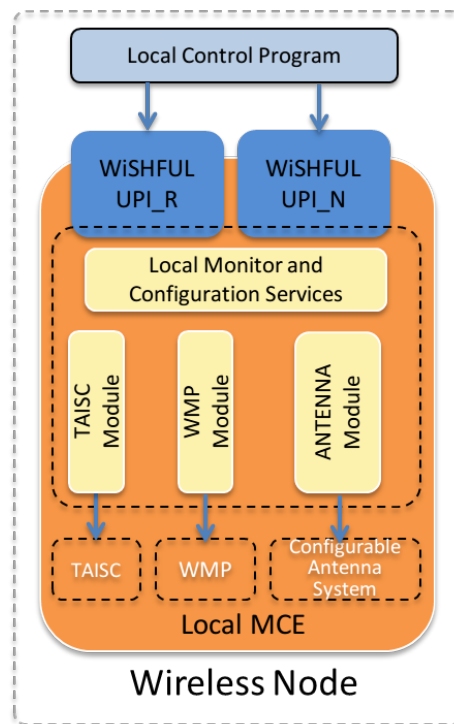 Local Control Program
WiSHFUL
UPI_R
WiSHFUL
UPI_N
Local Monitor and
Configuration Services
TAISC
Module
WMP
Module
ANTENNA
Module
TAISC
WMP
Configurable
Antenna
System
Local MCE
Wireless Node